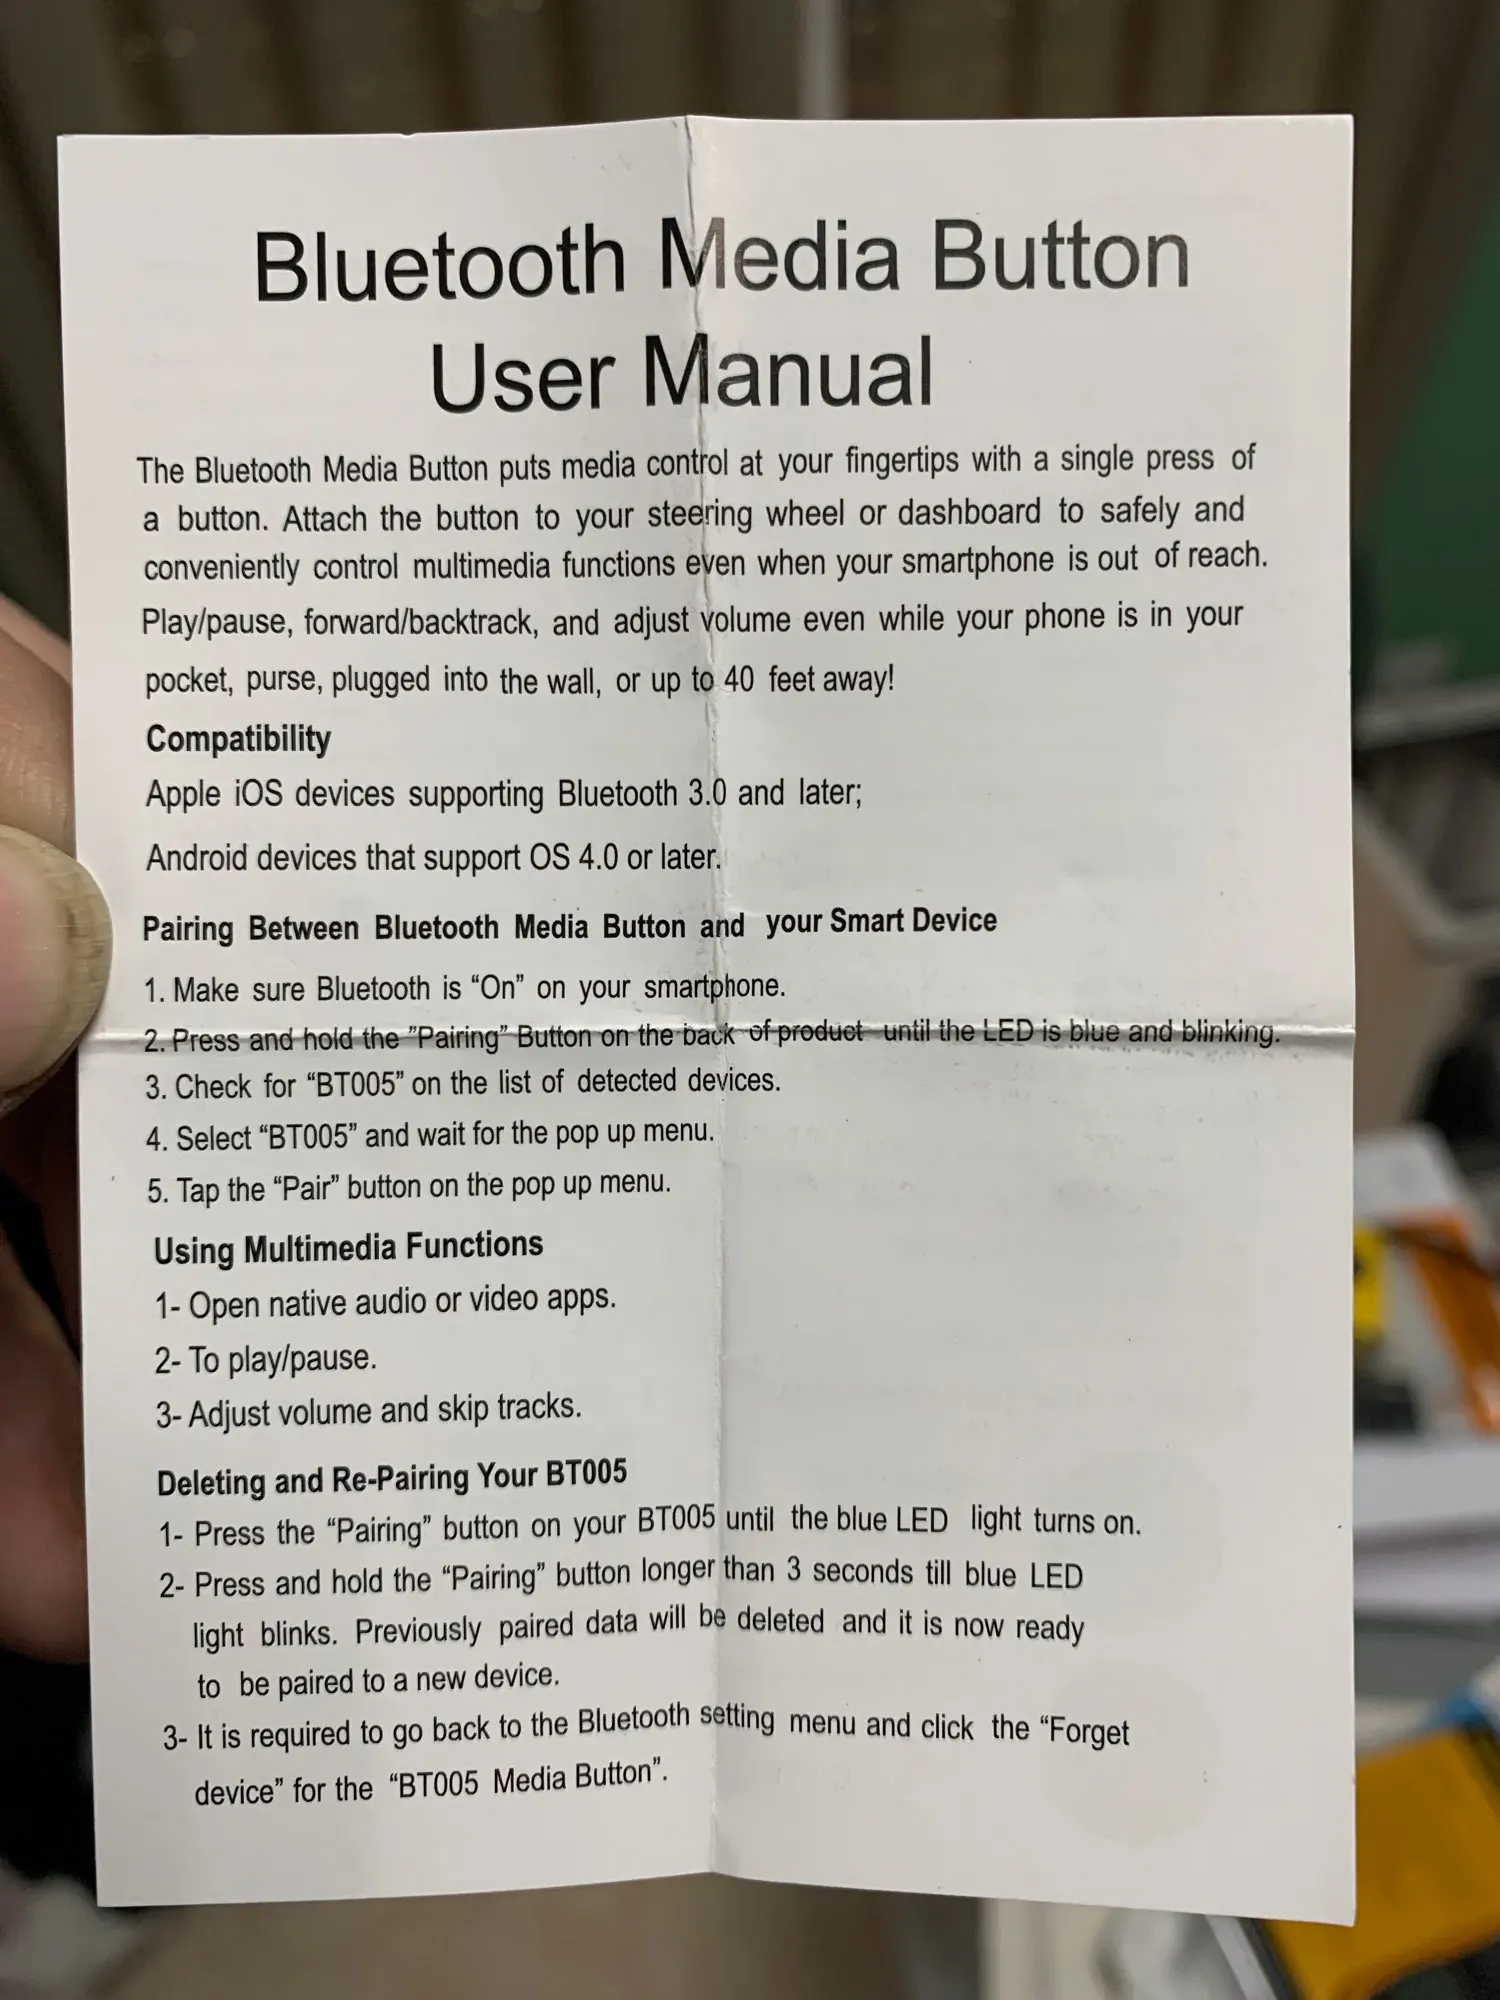 Bluetooth Media Button
User Manual
The Bluetooth Media Button puts media control at your fingertips with a single press of
a button. Attach the button to your steering wheel or dashboard to safely and
conveniently control multimedia functions even when your smartphone is out of reach.
Play/pause, forward/backtrack, and adjust volume even while your phone is in your
pocket, purse, plugged into the wall, or up to 40 feet away!
Compatibility
Apple iOS devices supporting Bluetooth 3.0 and later;
Android devices that support OS 4.0 or later.
Pairing Between Bluetooth Media Button and your Smart Device
1. Make sure Bluetooth is “On” on your smartphone.
2. Press and hold the ”Pairing” Button on the back of product until the LED is blue and blinking.
3. Check for “BT005” on the list of detected devices.
4. Select “BT005” and wait for the pop up menu.
5. Tap the “Pair” button on the pop up menu.
Using Multimedia Functions
1- Open native audio or video apps.
2- To play/pause.
3- Adjust volume and skip tracks.
Deleting and Re-Pairing Your BT005
1- Press the “Pairing” button on your BT005 until the blue LED light turns on.
2- Press and hold the “Pairing” button longer than 3 seconds till blue LED
light blinks. Previously paired data will be deleted and it is now ready
to be paired to a new device.
3- It is required to go back to the Bluetooth setting menu and click the “Forget
device” for the “BT005 Media Button”.